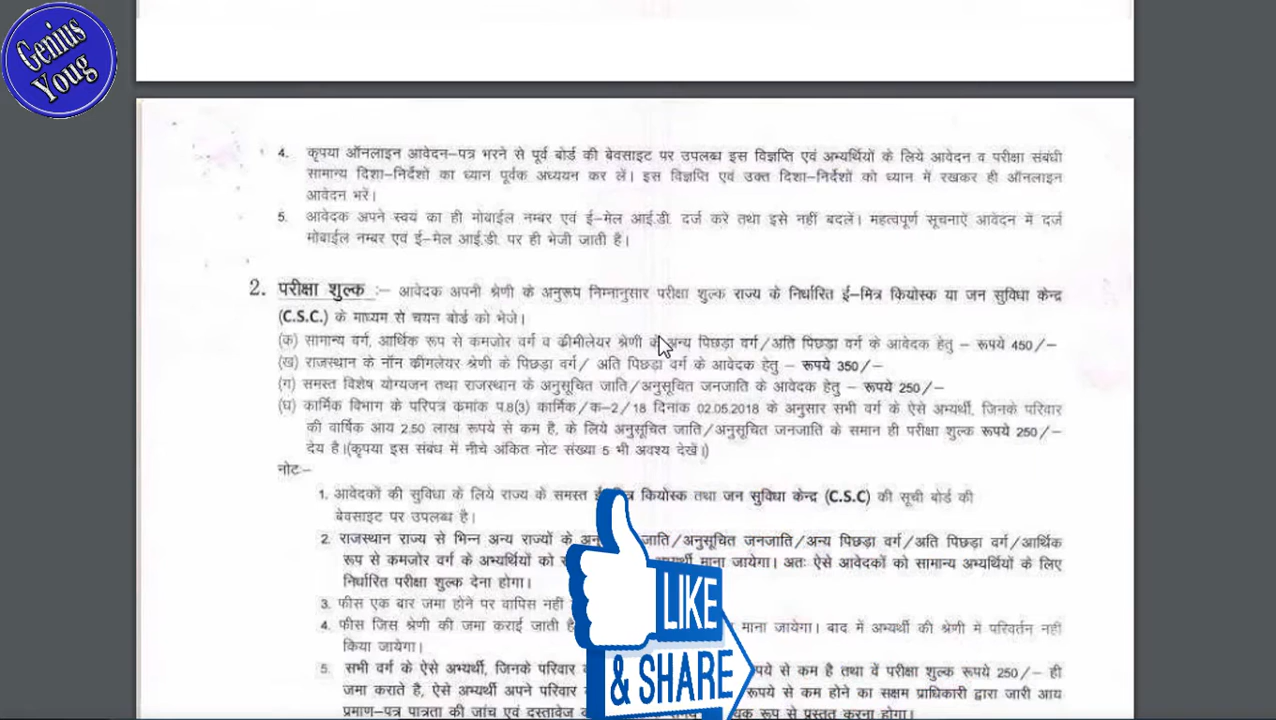 Genius
Youg
4. कृपया ऑनलाइन आवेदन–पत्र भरने से पूर्व बोर्ड की बेवसाइट पर उपलब्ध इस विज्ञप्ति एवं अभ्यर्थियों के लिये आवेदन व परीक्षा संबंधी
सामान्य दिशा–निर्देशो का ध्यान पूर्वक अध्ययन कर लें। इस विज्ञप्ति एवं उक्त दिशा–निर्देशों को ध्यान में रखकर ही ऑनलाइन
आवेदन भरें।
5. आवेदक अपने स्वयं का ही मोबाईल नम्बर एवं ई–मेल आई.डी. दर्ज करे तथा इसे नहीं बदलें। महत्वपूर्ण सूचनाऐं आवेदन में दर्ज
मोबाईल नम्बर एवं ई–मेल आई.डी. पर ही भेजी जाती है।
2. परीक्षा शुल्क :– आवेदक अपनी श्रेणी के अनुरूप निम्नानुसार परीक्षा शुल्क राज्य के निर्धारित ई–मित्र कियोस्क या जन सुविधा केन्द्र
(C.S.C.) के माध्यम से चयन बोर्ड को भेजे।
(क) सामान्य वर्ग, आर्थिक रूप से कमजोर वर्ग व क्रीमीलेयर श्रेणी के अन्य पिछड़ा वर्ग/अति पिछड़ा वर्ग के आवेदक हेतु – रूपये 450/–
(ख) राजस्थान के नॉन क्रीमीलेयर श्रेणी के पिछड़ा वर्ग/ अति पिछड़ा वर्ग के आवेदक हेतु – रूपये 350/–
(ग) समस्त विशेष योग्यजन तथा राजस्थान के अनुसूचित जाति/अनुसूचित जनजाति के आवेदक हेतु – रूपये 250/–
(घ) कार्मिक विभाग के परिपत्र कमांक प.8(3) कार्मिक/क–2/18 दिनांक 02.05.2018 के अनुसार सभी वर्ग के ऐसे अभ्यर्थी, जिनके परिवार
की वार्षिक आय 2.50 लाख रूपये से कम है, के लिये अनुसूचित जाति/अनुसूचित जनजाति के समान ही परीक्षा शुल्क रूपये 250/–
देय है।(कृपया इस संबंध में नीचे अंकित नोट संख्या 5 भी अवश्य देखें।)
नोटः–
1. आवेदकों की सुविधा के लिये राज्य के समस्त कियोस्क तथा जन सुविधा केन्द्र (C.S.C) की सूची बोर्ड की
बेवसाइट पर उपलब्ध है।
2. राजस्थान राज्य से भिन्न अन्य राज्यों के जाति/अनुसूचित जनजाति/अन्य पिछड़ा वर्ग/अति पिछड़ा वर्ग/आर्थिक
रूप से कमजोर वर्ग के अभ्यर्थियों को माना जायेगा। अतः ऐसे आवेदकों को सामान्य अभ्यर्थियों के लिए
निर्धारित परीक्षा शुल्क देना होगा।
3. फीस एक बार जमा होने पर वापिस नहीं
4. फीस जिस श्रेणी की जमा कराई जाती है माना जायेगा। बाद में अभ्यर्थी की श्रेणी में परिवर्तन नही
किया जायेगा।
5. सभी वर्ग के ऐसे अभ्यर्थी, जिनके परिवार से कम है तथा वें परीक्षा शुल्क रूपये 250/– ही
जमा कराते है, ऐसे अभ्यर्थी अपने परिवार रूपये से कम होने का सक्षम प्राधिकारी द्वारा जारी आय
प्रमाण–पत्र पात्रता की जांच एवं दस्तावेज रूप से प्रस्तुत करना होगा।
LIKE
& SHARE